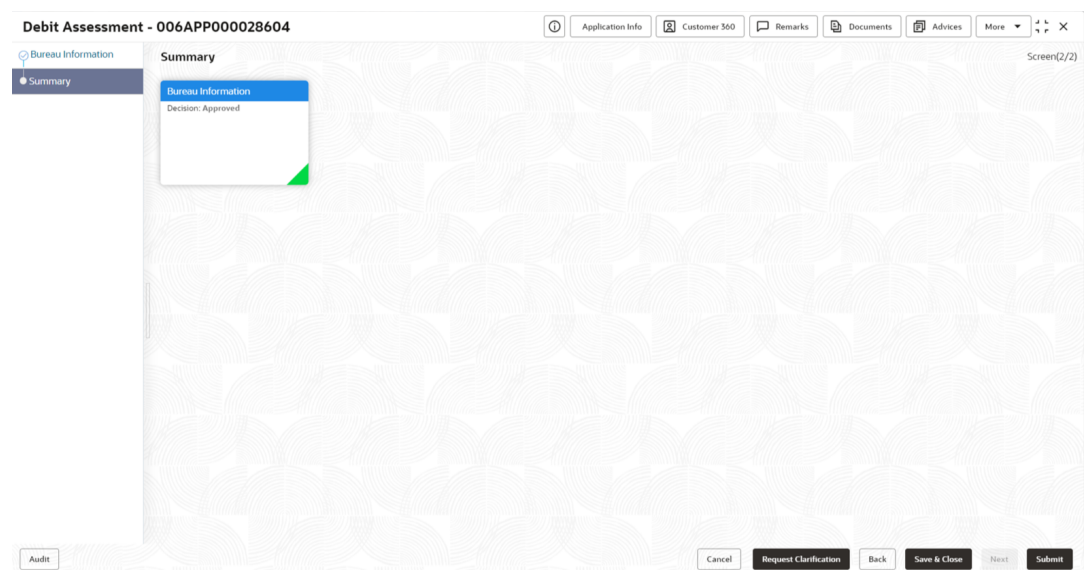 Debit Assessment - 006APP000028604
Application Info
Customer 360
Remarks
Documents
Advices
More
Bureau Information
Summary
Summary
Screen(2/2)
Bureau Information
Decision: Approved
Audit
Cancel
Request Clarification
Back
Save & Close
Next
Submit